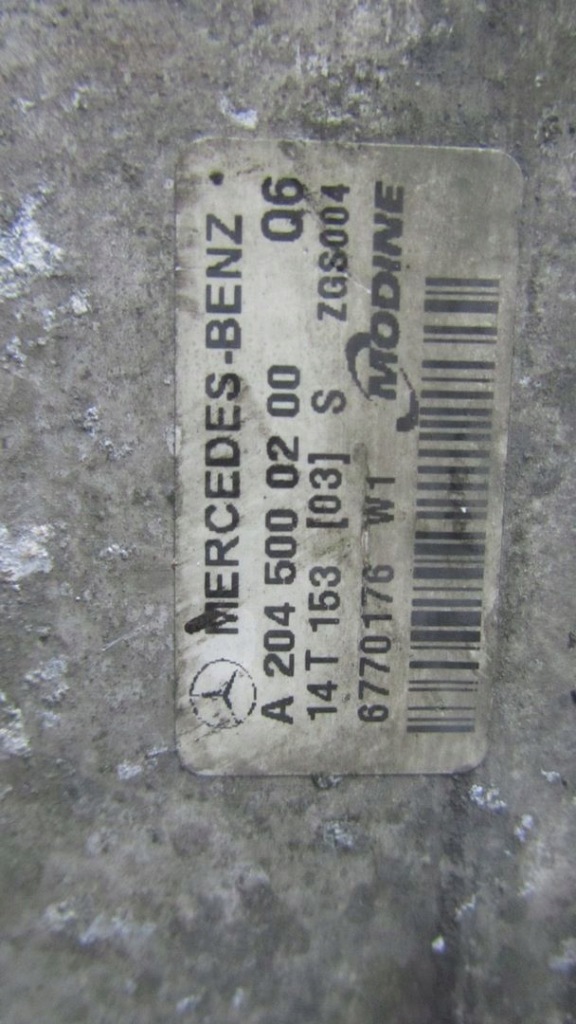 MERCEDES-BENZ
A 204 500 02 00 Q6
14 T 153 [03] S ZGS004
6770176 W1 MODINE